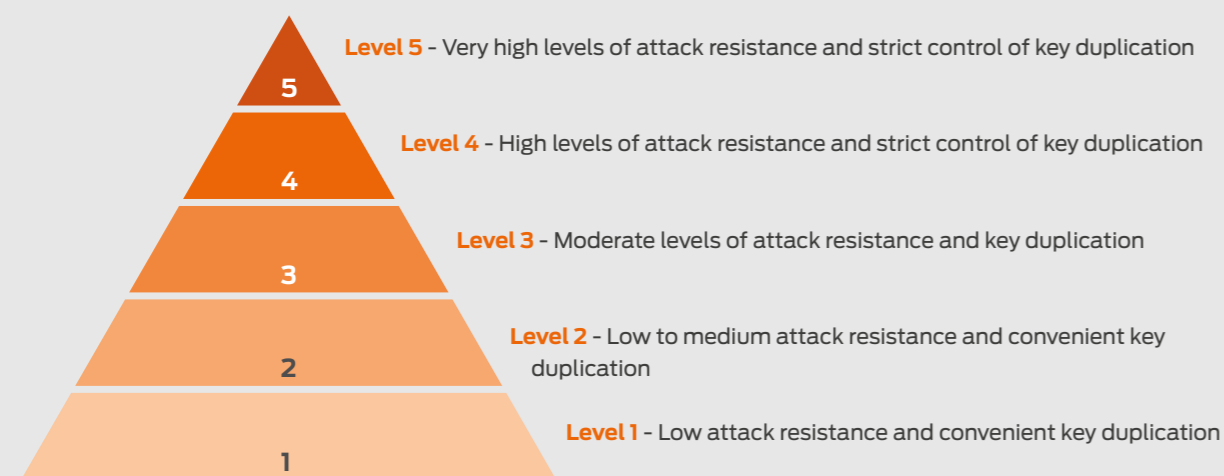 5
Level 5 - Very high levels of attack resistance and strict control of key duplication
4
Level 4 - High levels of attack resistance and strict control of key duplication
3
Level 3 - Moderate levels of attack resistance and key duplication
2
Level 2 - Low to medium attack resistance and convenient key
duplication
1
Level 1 - Low attack resistance and convenient key duplication